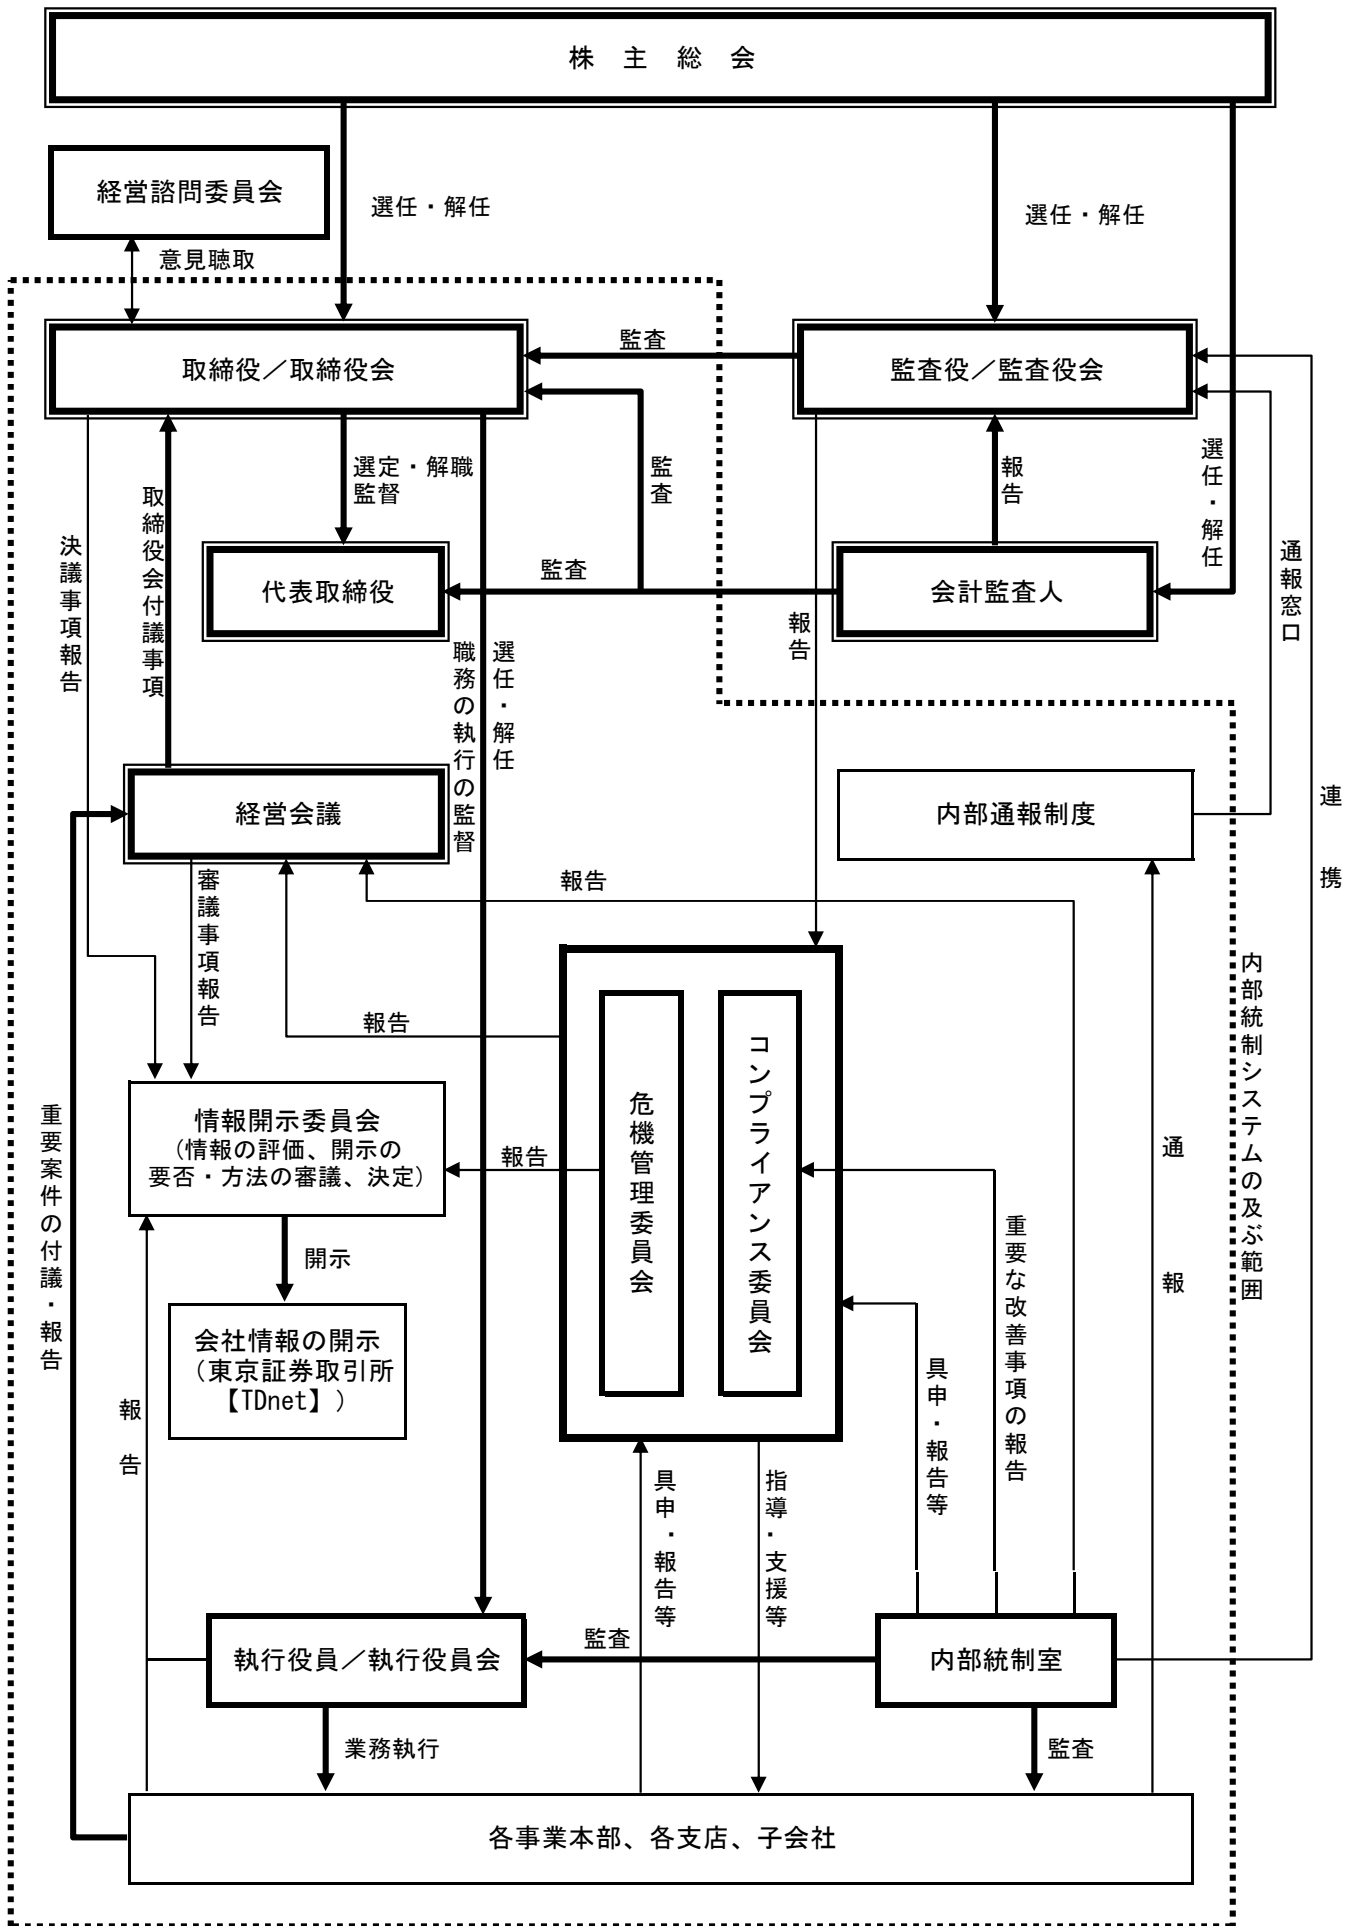 株 主 総 会
経営諮問委員会
選任・解任
選任・解任
意見聴取
取締役／取締役会
監査
監査役／監査役会
選定・解職
監督
監査
報告
選任・解任
取締役会付議事項
決議事項報告
代表取締役
監査
会計監査人
通報窓口
報告
職務の執行の監督
選任・解任
経営会議
内部通報制度
連携
審議事項報告
報告
内部統制システムの及ぶ範囲
報告
コンプライアンス委員会
危機管理委員会
情報開示委員会
（情報の評価、開示の
要否・方法の審議、決定）
報告
重要案件の付議・報告
通報
重要な改善事項の報告
開示
会社情報の開示
（東京証券取引所
【TDnet】）
具申・報告等
報告
具申・報告等
指導・支援等
執行役員／執行役員会
監査
内部統制室
業務執行
監査
各事業本部、各支店、子会社